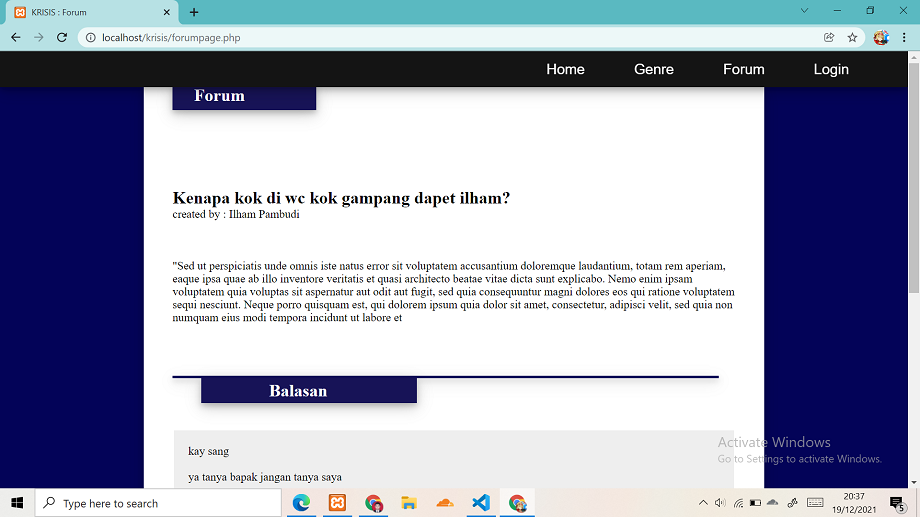 KRISIS : Forum
localhost/krisis/forumpage.php
Home Genre Forum Login
Forum
Kenapa kok di wc kok gampang dapet ilham?
created by : Ilham Pambudi
"Sed ut perspiciatis unde omnis iste natus error sit voluptatem accusantium doloremque laudantium, totam rem aperiam,
eaque ipsa quae ab illo inventore veritatis et quasi architecto beatae vitae dicta sunt explicabo. Nemo enim ipsam
voluptatem quia voluptas sit aspernatur aut odit aut fugit, sed quia consequuntur magni dolores eos qui ratione voluptatem
sequi nesciunt. Neque porro quisquam est, qui dolorem ipsum quia dolor sit amet, consectetur, adipisci velit, sed quia non
numquam eius modi tempora incidunt ut labore et
Balasan
kay sang
ya tanya bapak jangan tanya saya
Activate Windows
Go to Settings to activate Windows.
Type here to search
20:37
19/12/2021
5